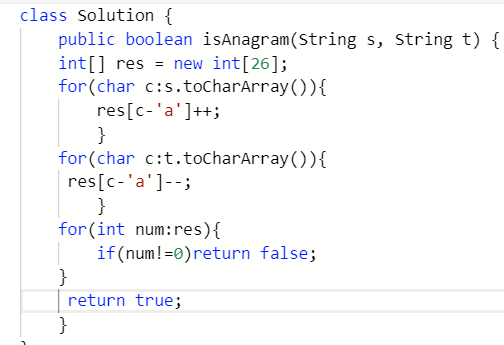 class Solution {
    public boolean isAnagram(String s, String t) {
    int[] res = new int[26];
    for(char c:s.toCharArray()){
        res[c-'a']++;
        }
    for(char c:t.toCharArray()){
     res[c-'a']--;
        }
    for(int num:res){
        if(num!=0)return false;
    }
     return true;
    }